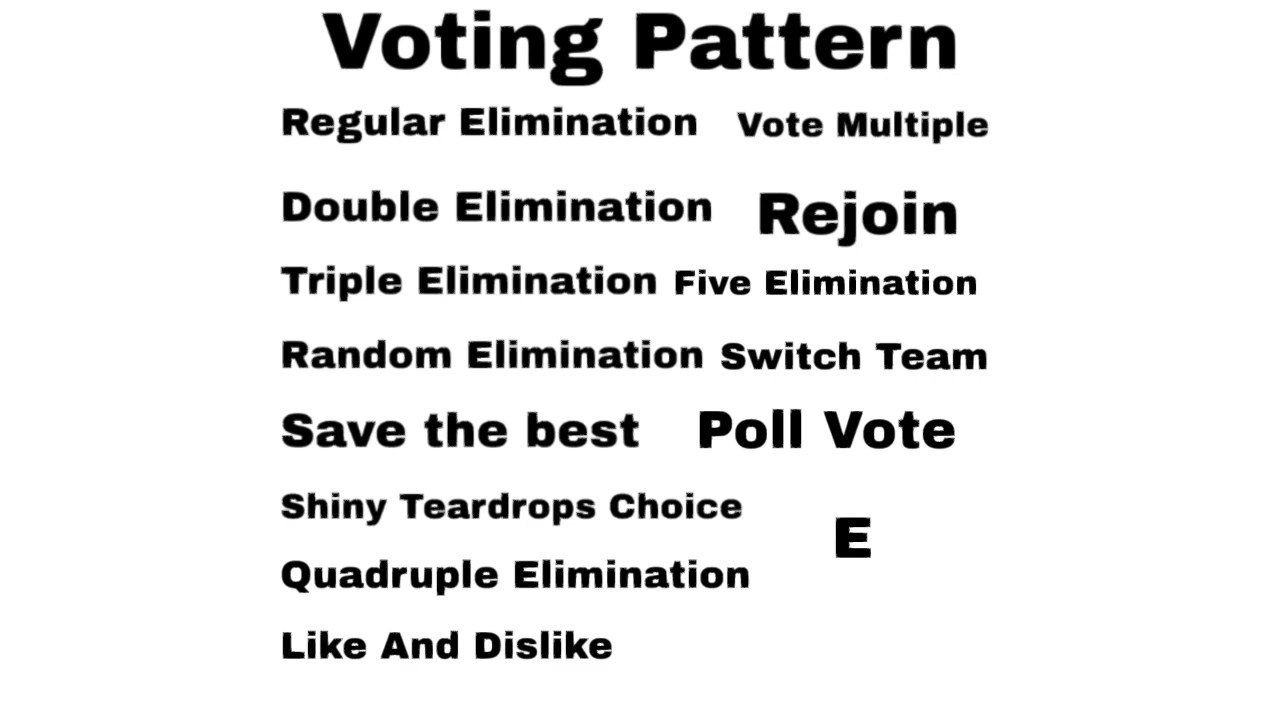 Voting Pattern
Regular Elimination
Vote Multiple
Double Elimination
Rejoin
Triple Elimination
Five Elimination
Random Elimination
Switch Team
Save the best
Poll Vote
Shiny Teardrops Choice
E
Quadruple Elimination
Like And Dislike